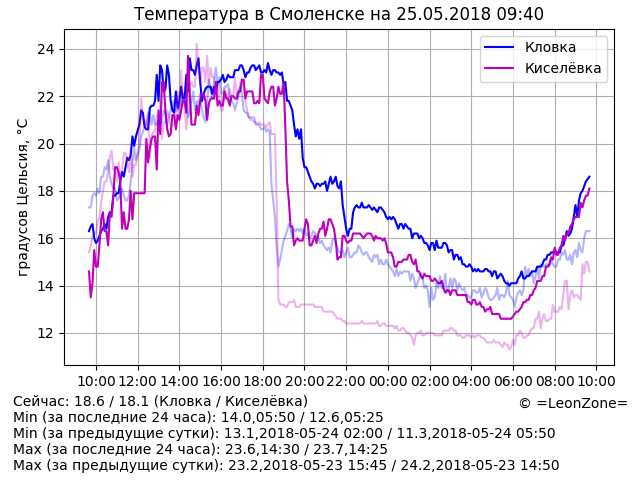 Температура в Смоленске на 25.05.2018 09:40
Кловка
Киселёвка
градусов Цельсия, °C
24
22
20
18
16
14
12
10:00 12:00 14:00 16:00 18:00 20:00 22:00 00:00 02:00 04:00 06:00 08:00 10:00
Сейчас: 18.6 / 18.1 (Кловка / Киселёвка)
© =LeonZone=
Min (за последние 24 часа): 14.0,05:50 / 12.6,05:25
Min (за предыдущие сутки): 13.1,2018-05-24 02:00 / 11.3,2018-05-24 05:50
Max (за последние 24 часа): 23.6,14:30 / 23.7,14:25
Max (за предыдущие сутки): 23.2,2018-05-23 15:45 / 24.2,2018-05-23 14:50